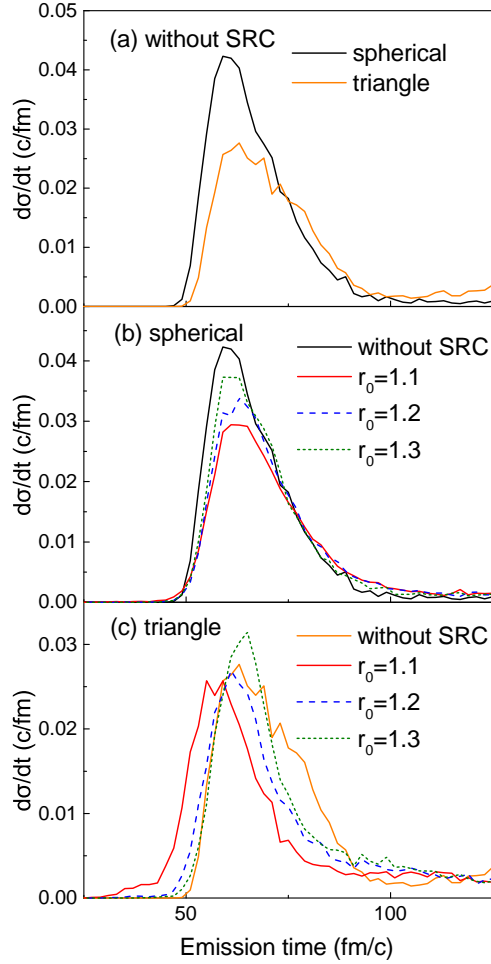 0.05
(a) without SRC
spherical
triangle
0.04
0.03
0.02
0.01
0.00
dσ/dt (c/fm)
(b) spherical
without SRC
r₀=1.1
r₀=1.2
r₀=1.3
0.04
0.03
0.02
0.01
0.00
dσ/dt (c/fm)
(c) triangle
without SRC
r₀=1.1
r₀=1.2
r₀=1.3
0.03
0.02
0.01
0.00
dσ/dt (c/fm)
50 100
Emission time (fm/c)